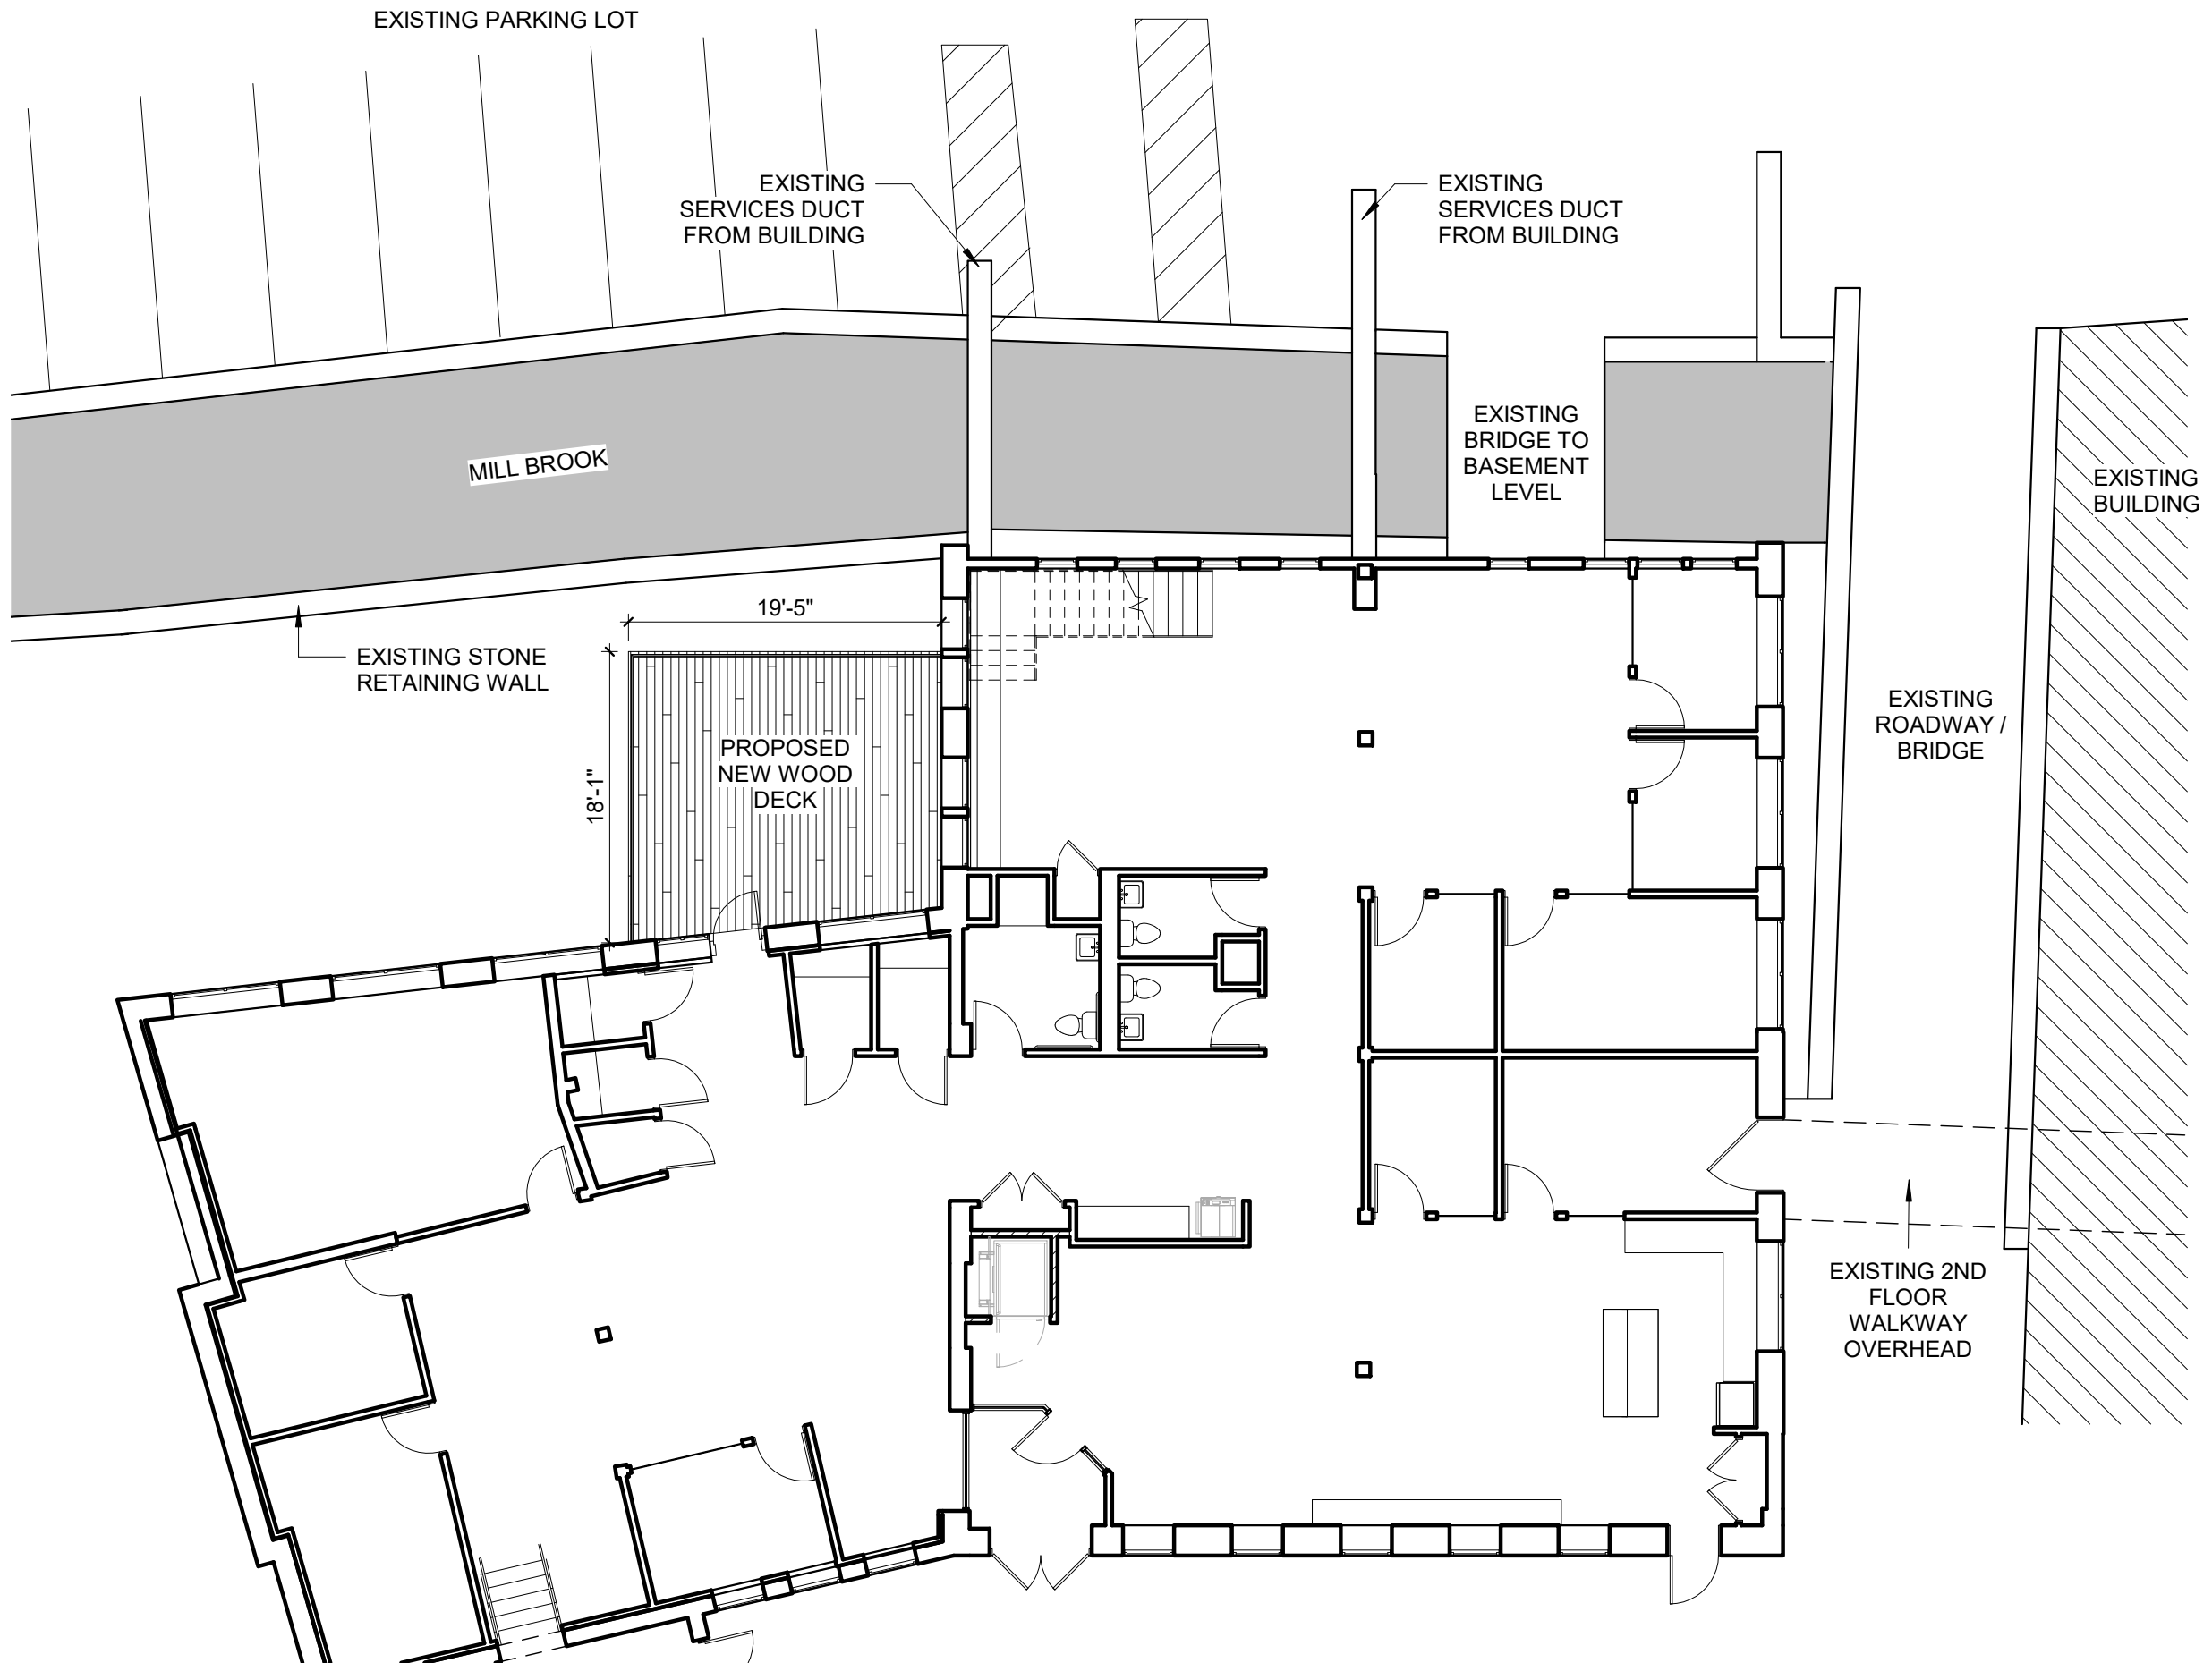 EXISTING PARKING LOT
EXISTING
SERVICES DUCT
FROM BUILDING
EXISTING
SERVICES DUCT
FROM BUILDING
EXISTING
BRIDGE TO
BASEMENT
LEVEL
MILL BROOK
EXISTING
BUILDING
19'-5"
EXISTING STONE
RETAINING WALL
18'-1"
PROPOSED
NEW WOOD
DECK
EXISTING
ROADWAY /
BRIDGE
EXISTING 2ND
FLOOR
WALKWAY
OVERHEAD